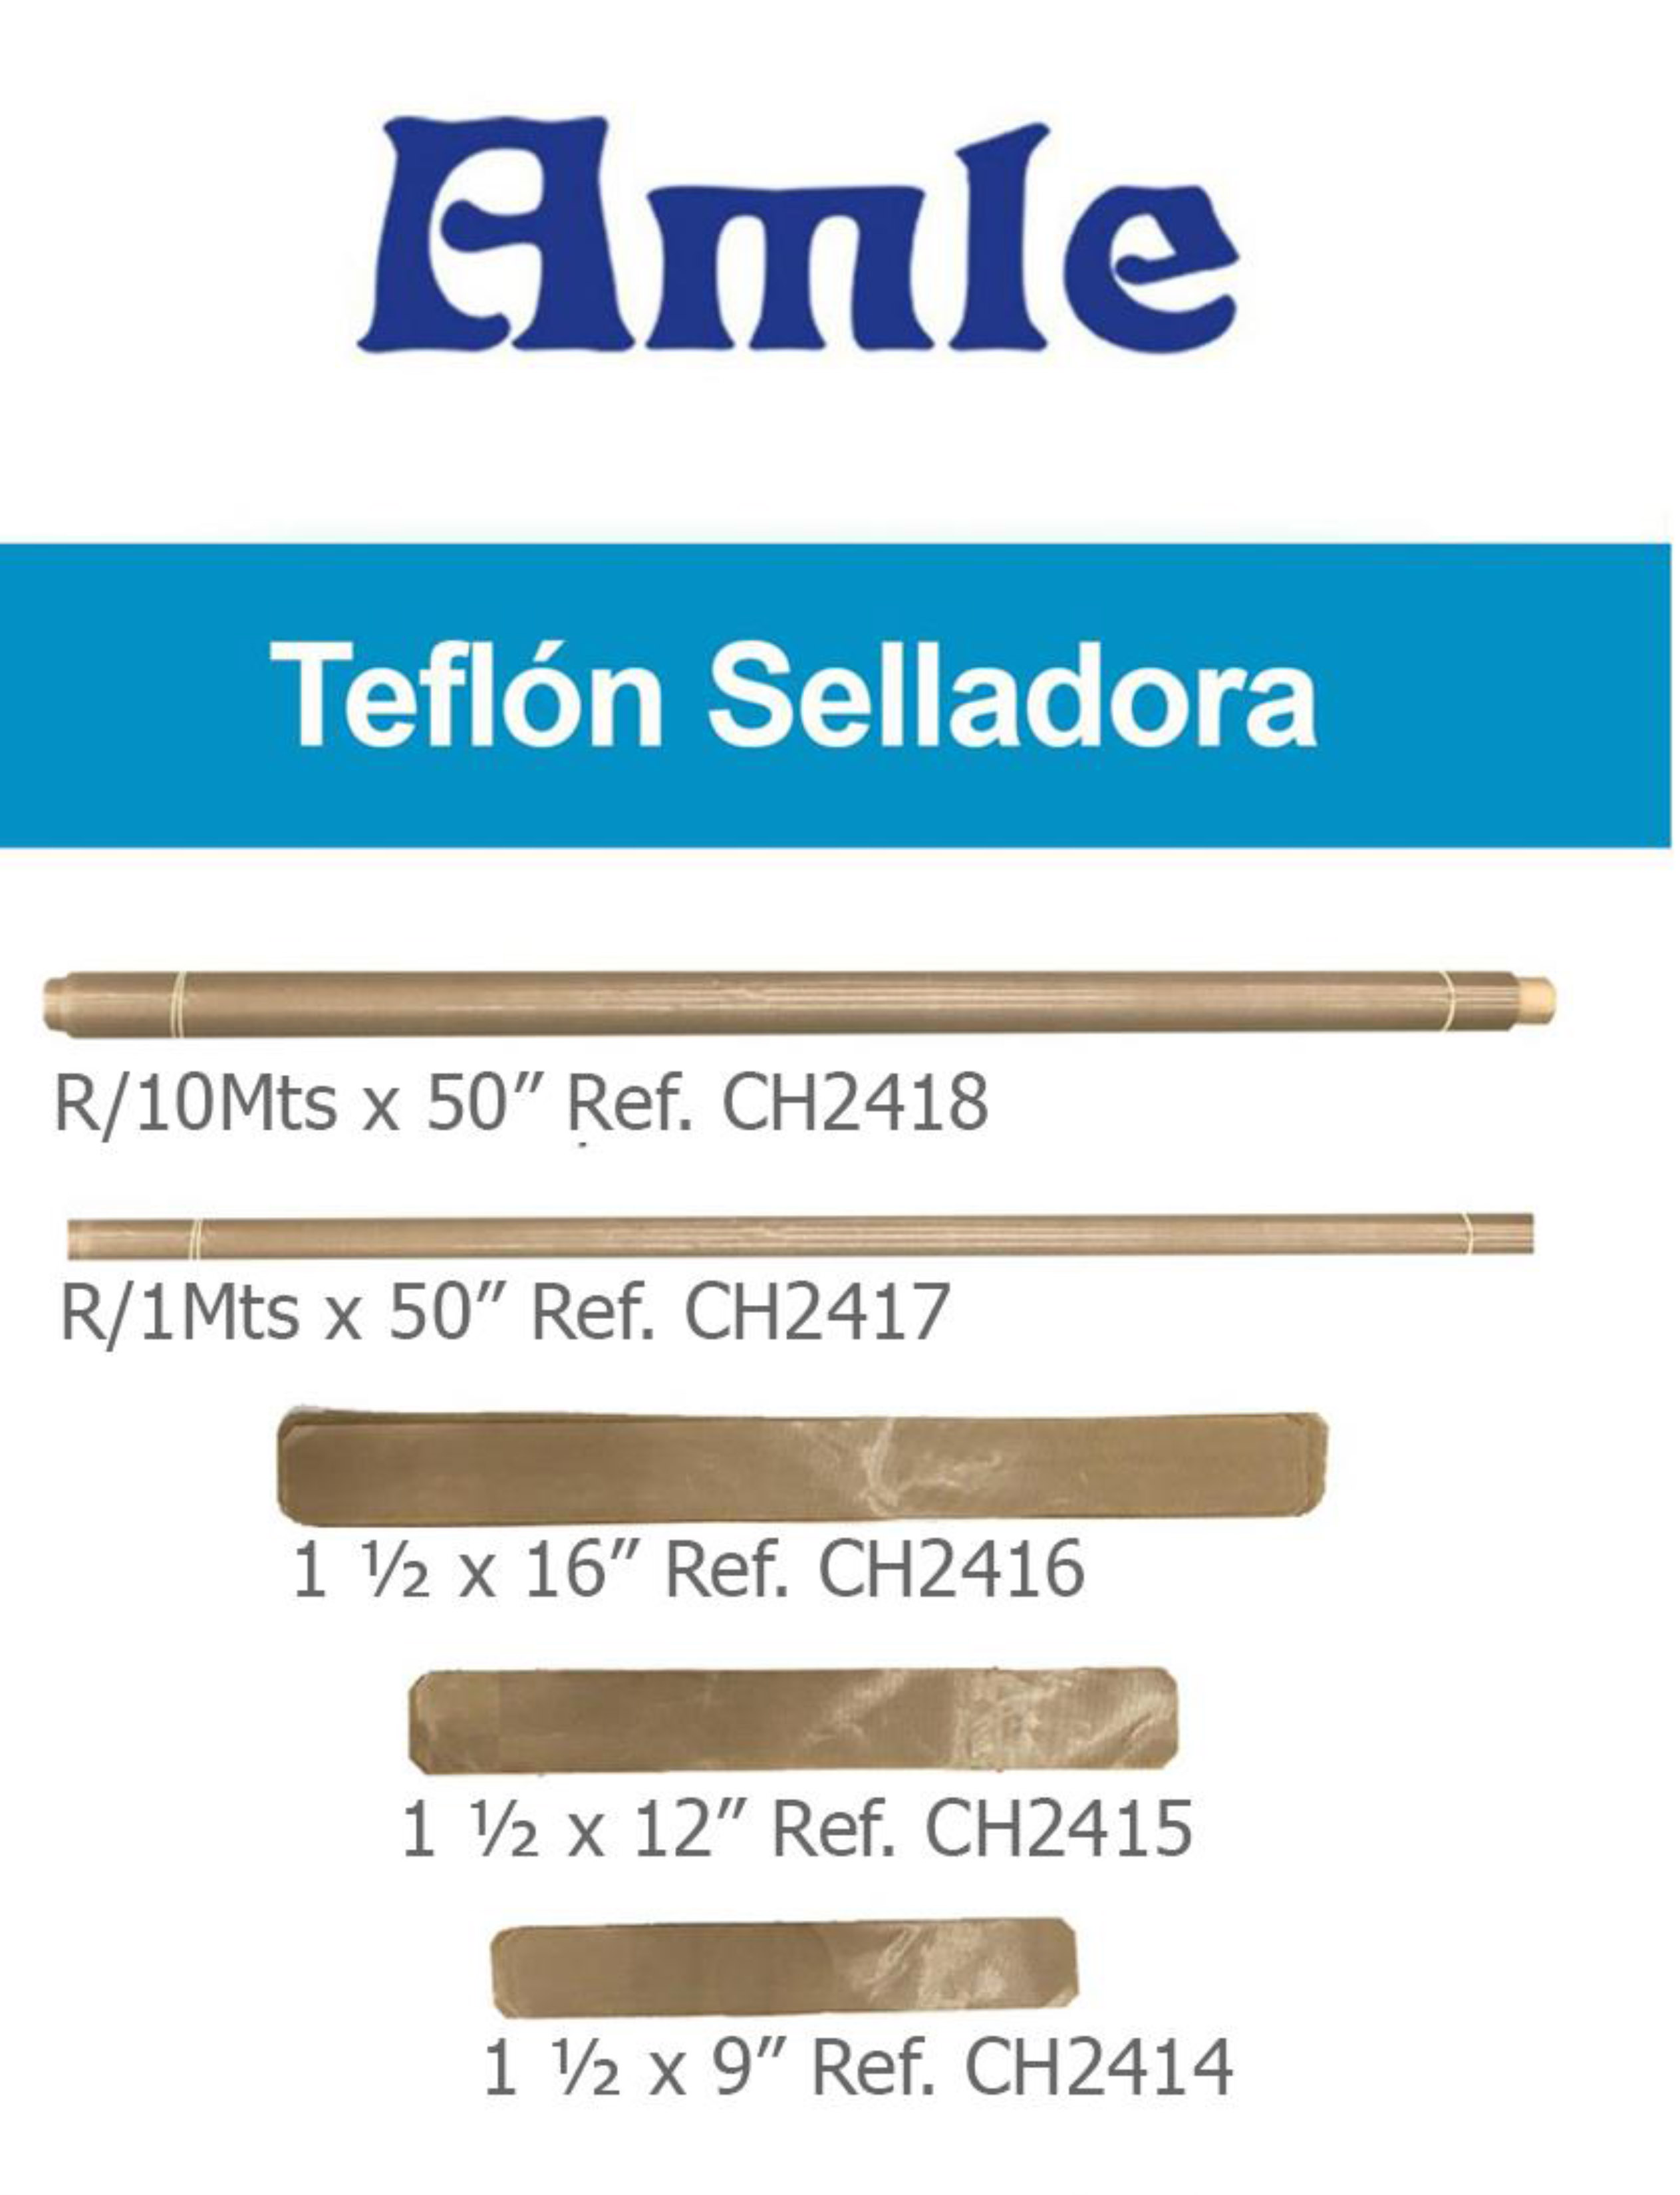 Amle
Teflón Selladora
R/10Mts x 50” Ref. CH2418
R/1Mts x 50” Ref. CH2417
1 ½ x 16” Ref. CH2416
1 ½ x 12” Ref. CH2415
1 ½ x 9” Ref. CH2414